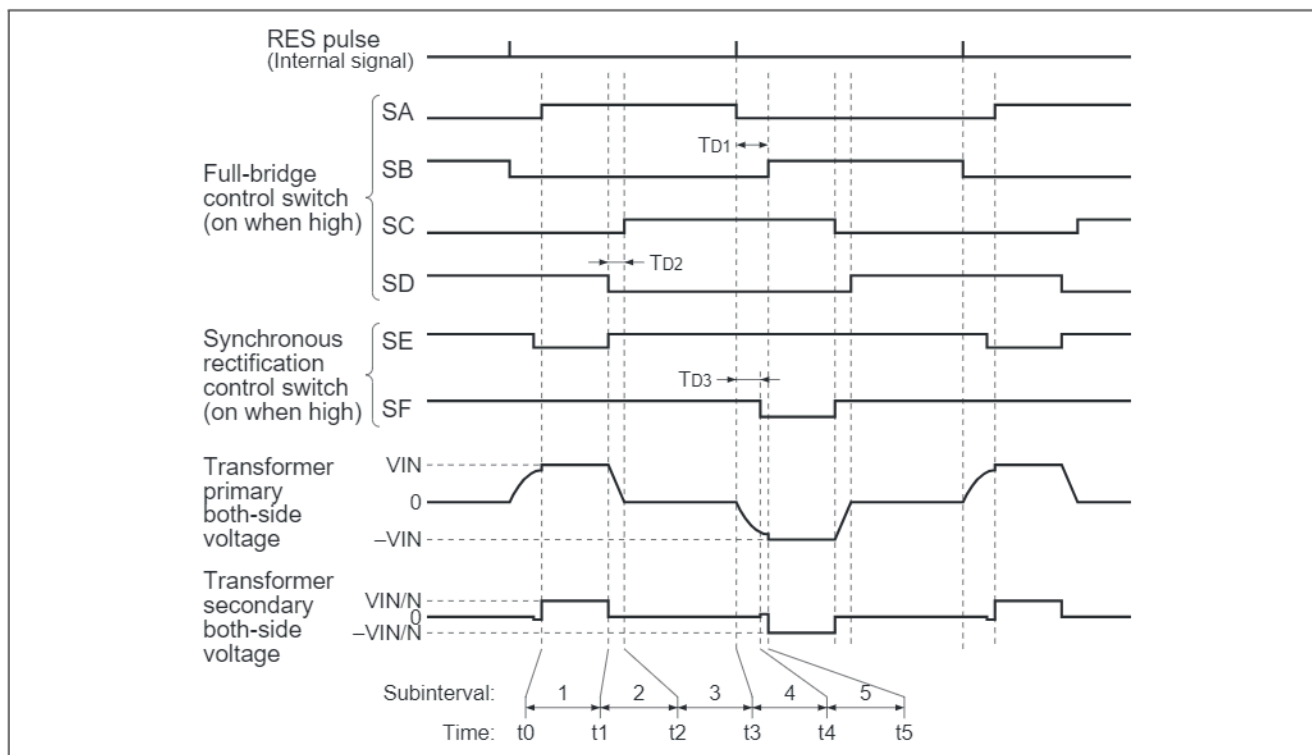 RES pulse
(Internal signal)
Full-bridge
control switch
(on when high)
SA
SB
SC
SD
TD1
TD2
Synchronous
rectification
control switch
(on when high)
SE
SF
TD3
Transformer
primary
both-side
voltage
VIN
0
–VIN
Transformer
secondary
both-side
voltage
VIN/N
0
–VIN/N
Subinterval: 1 2 3 4 5
Time: t0 t1 t2 t3 t4 t5